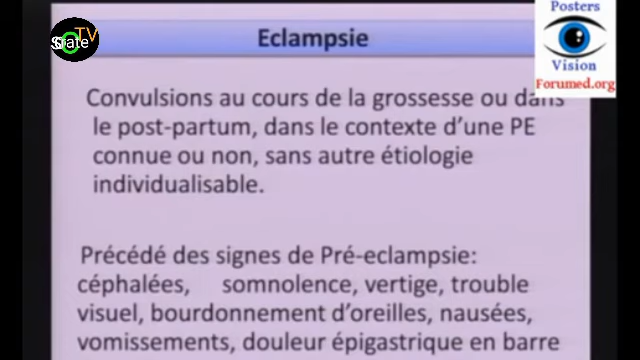 TV
Posters
Vision
Forumed.org
Eclampsie
Convulsions au cours de la grossesse ou dans
le post-partum, dans le contexte d'une PE
connue ou non, sans autre étiologie
individualisable.
Précédé des signes de Pré-eclampsie:
céphalées, somnolence, vertige, trouble
visuel, bourdonnement d'oreilles, nausées,
vomissements, douleur épigastrique en barre